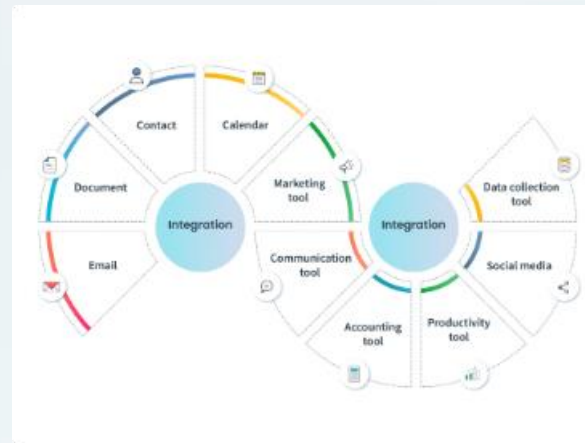 Contact
Calendar
Document
Marketing
tool
Integration
Email
Data collection
tool
Integration
Communication
tool
Social media
Accounting
tool
Productivity
tool